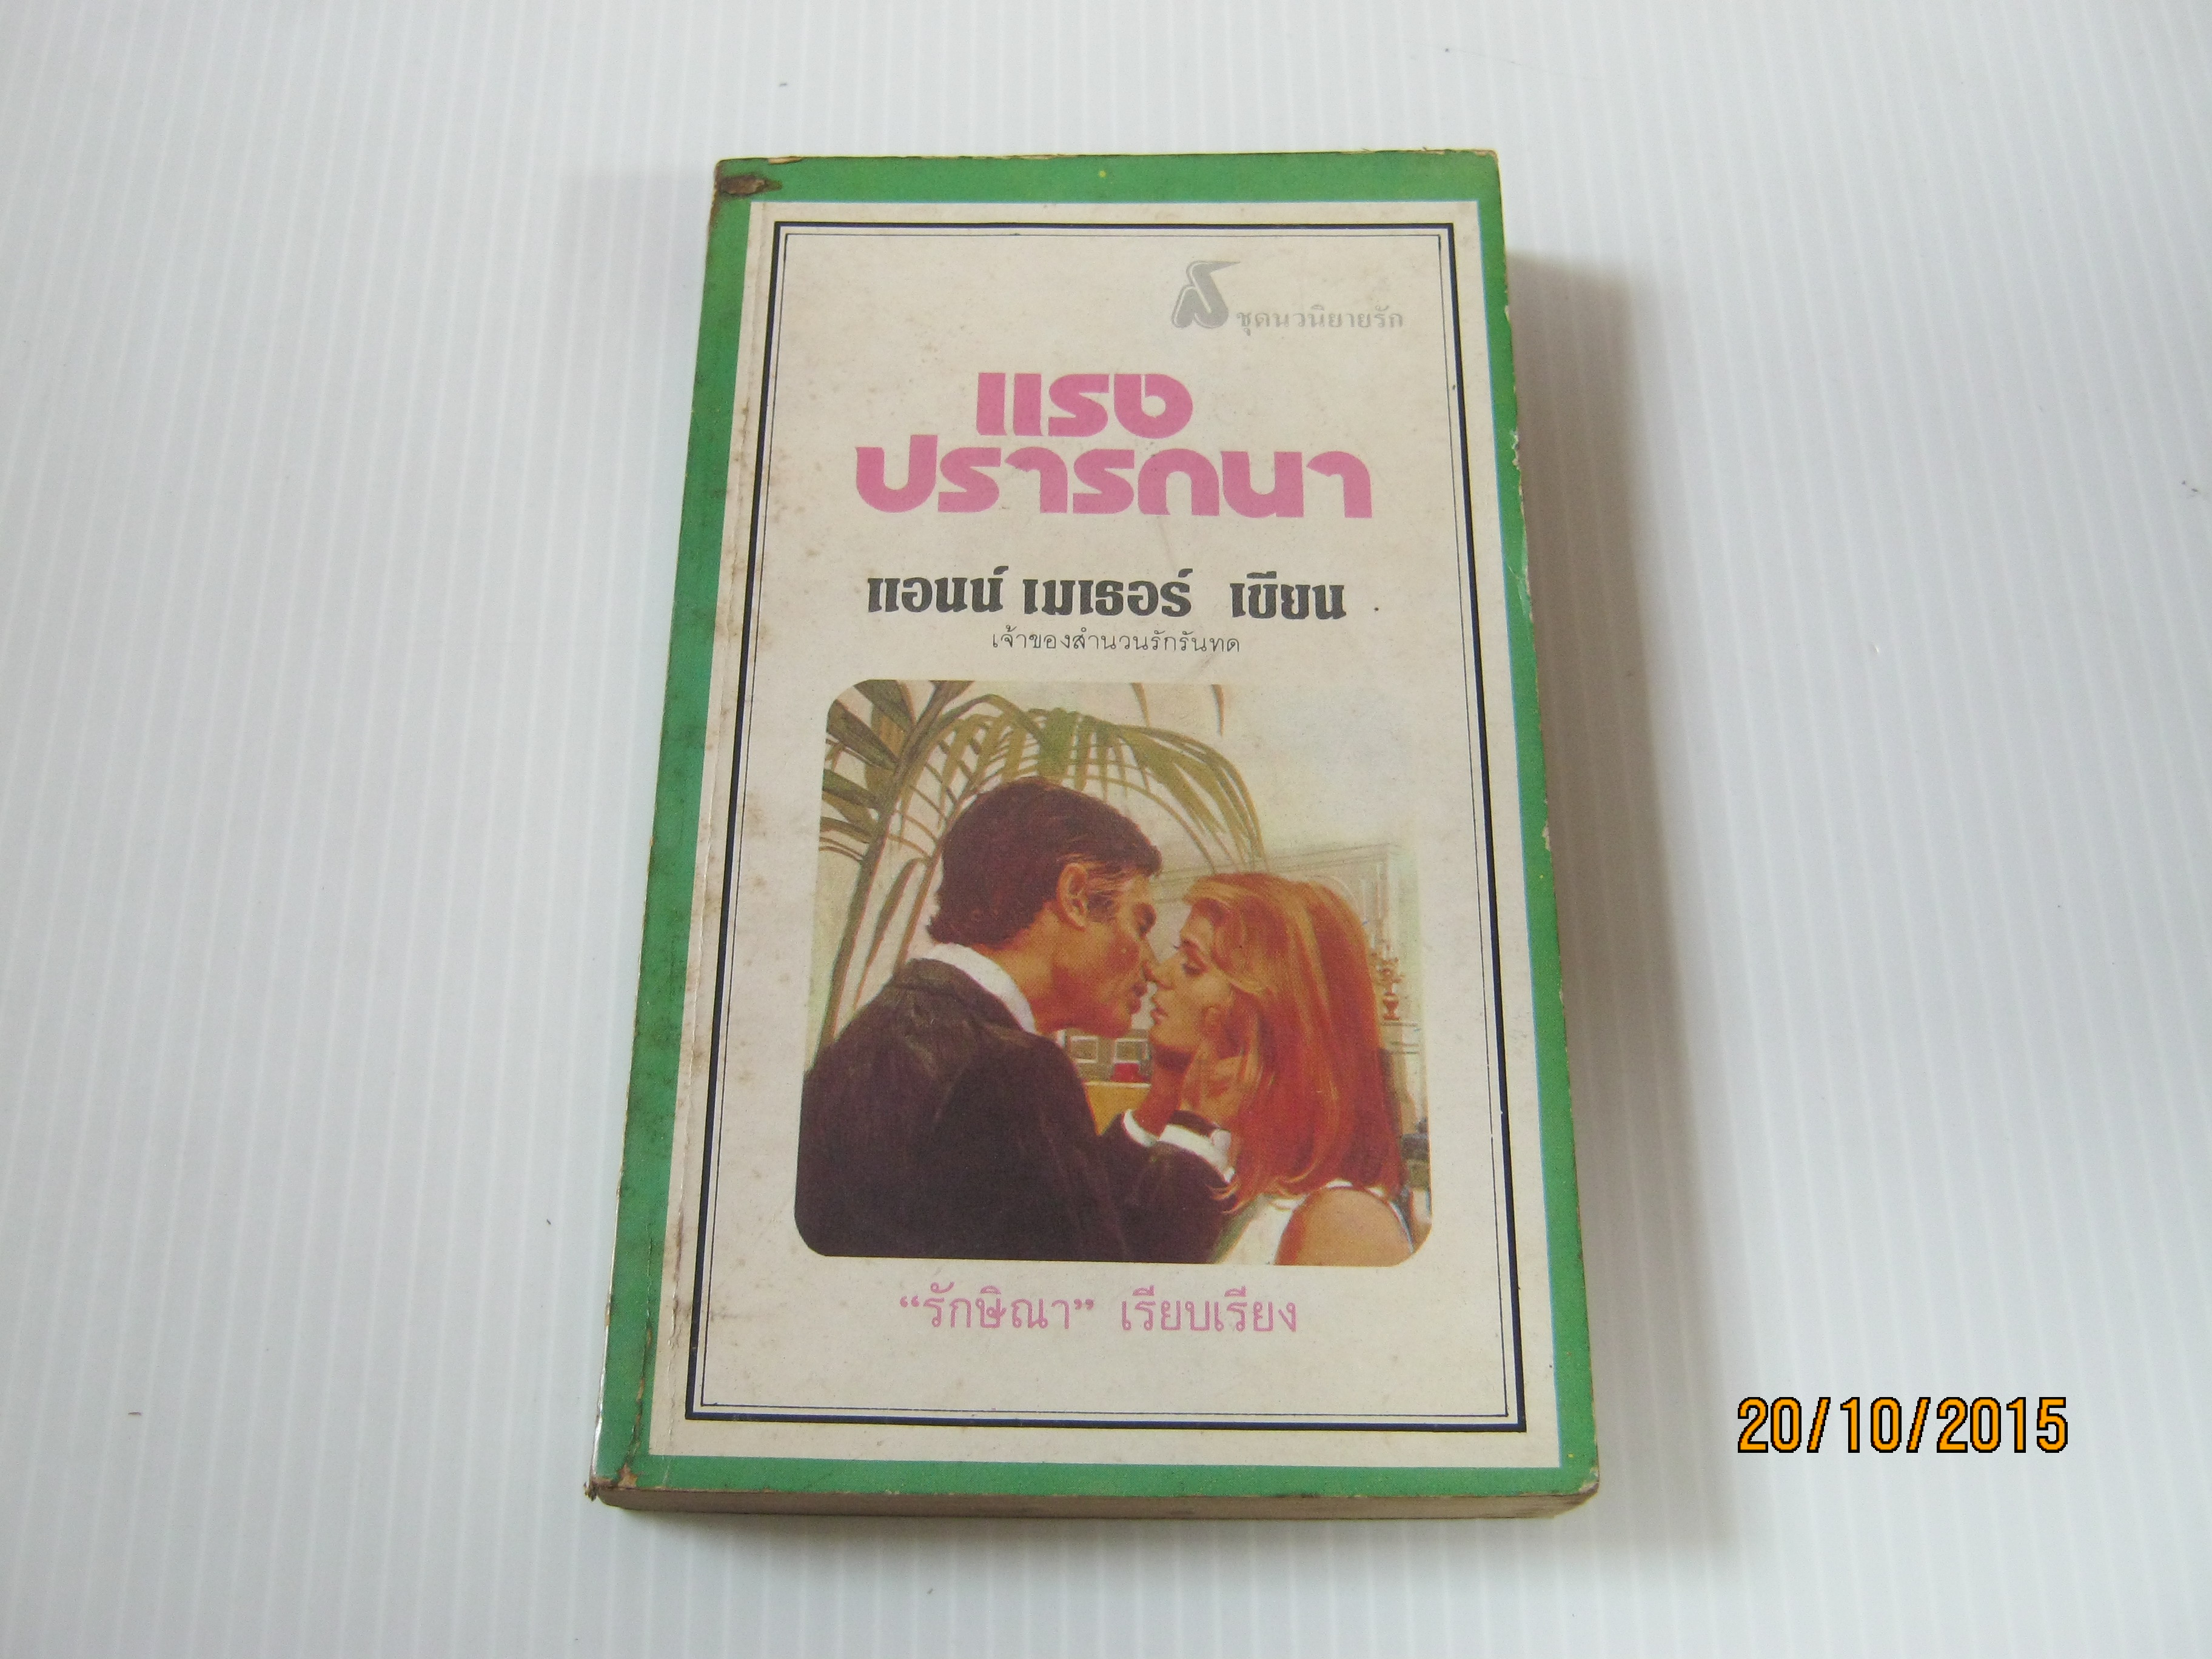 ส ชุดนวนิยายรัก
แรง
ปรารถนา
แอนน์ เมเธอร์ เขียน
เจ้าของสำนวนรักรันทด
“รักษิณา” เรียบเรียง
20/10/2015